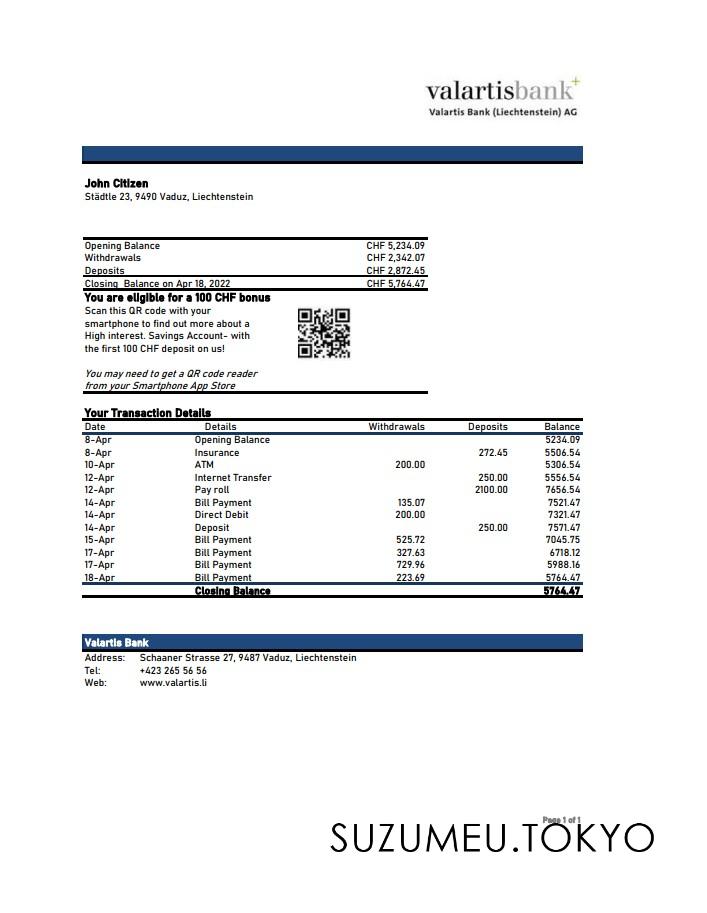 valartisbank+
Valartis Bank (Liechtenstein) AG
John Citizen
Städtle 23, 9490 Vaduz, Liechtenstein
Opening Balance CHF 5,234.09
Withdrawals CHF 2,342.07
Deposits CHF 2,872.45
Closing Balance on Apr 18, 2022 CHF 5,764.47
You are eligible for a 100 CHF bonus
Scan this QR code with your
smartphone to find out more about a
High interest. Savings Account- with
the first 100 CHF deposit on us!
You may need to get a QR code reader
from your Smartphone App Store
Your Transaction Details
Date Details Withdrawals Deposits Balance
8-Apr Opening Balance 5234.09
8-Apr Insurance 272.45 5506.54
10-Apr ATM 200.00 5306.54
12-Apr Internet Transfer 250.00 5556.54
12-Apr Pay roll 2100.00 7656.54
14-Apr Bill Payment 135.07 7521.47
14-Apr Direct Debit 200.00 7321.47
14-Apr Deposit 250.00 7571.47
15-Apr Bill Payment 525.72 7045.75
17-Apr Bill Payment 327.63 6718.12
17-Apr Bill Payment 729.96 5988.16
18-Apr Bill Payment 223.69 5764.47
Closing Balance 5764.47
Valartis Bank
Address: Schaaner Strasse 27, 9487 Vaduz, Liechtenstein
Tel: +423 265 56 56
Web: www.valartis.li
Page 1 of 1
SUZUMEU.TOKYO